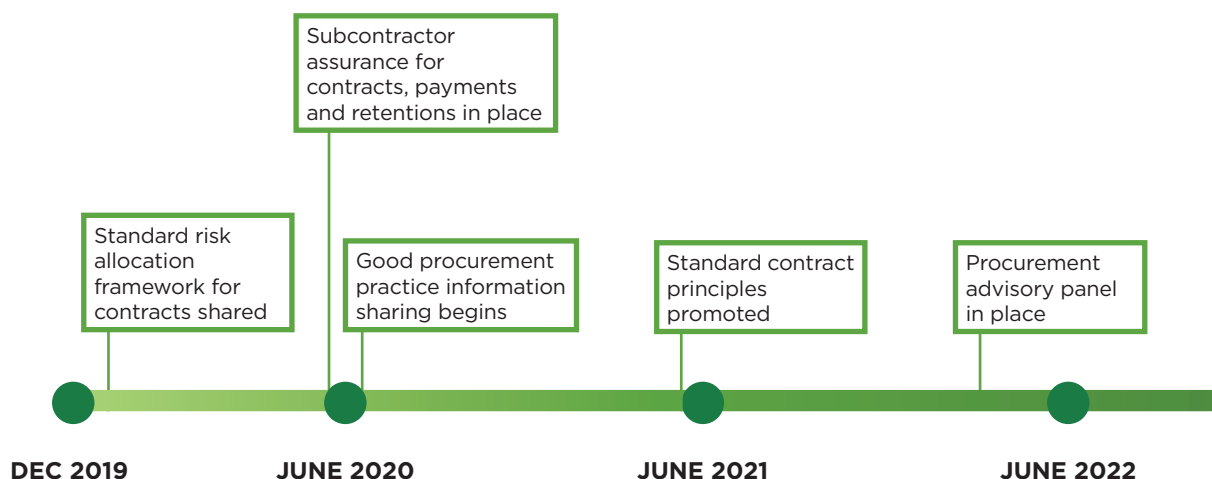 Subcontractor
assurance for
contracts, payments
and retentions in place
Standard risk
allocation
framework for
contracts shared
Good procurement
practice information
sharing begins
Standard contract
principles
promoted
Procurement
advisory panel
in place
DEC 2019
JUNE 2020
JUNE 2021
JUNE 2022